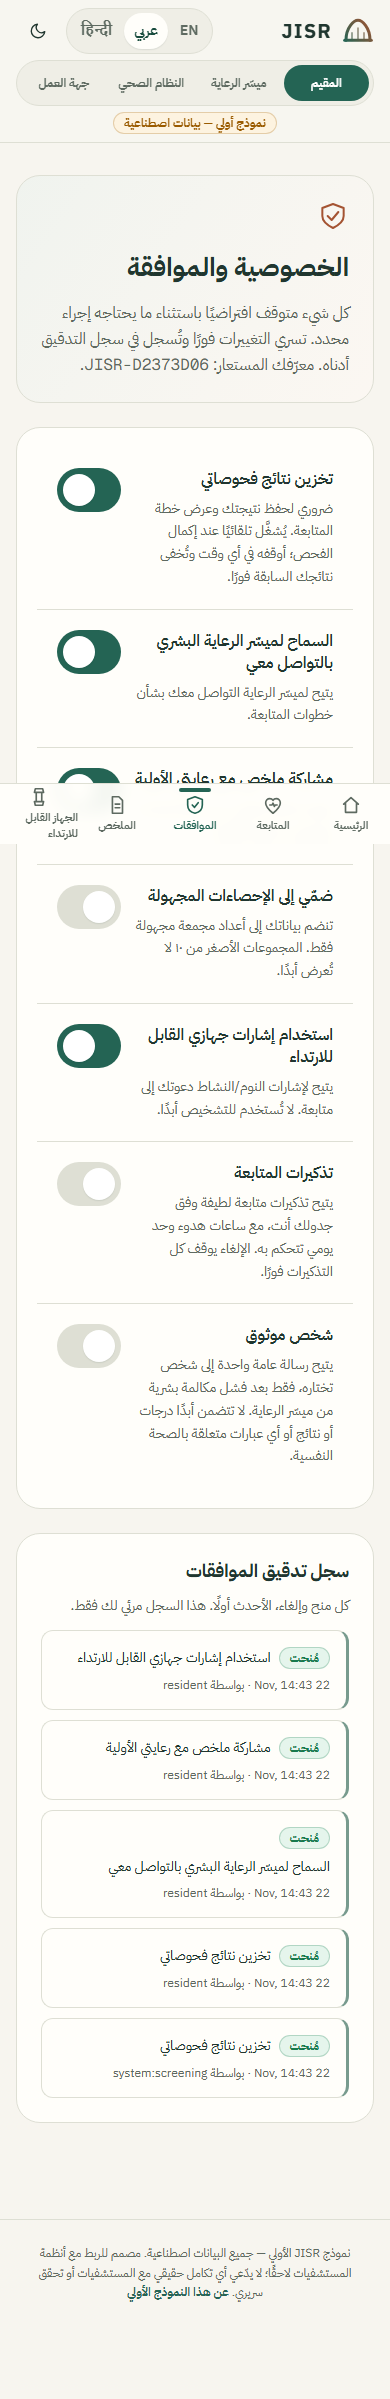 JISR
EN
عربي
हिन्दी
المقيم
ميسّر الرعاية
النظام الصحي
جهة العمل
نموذج أولي — بيانات اصطناعية
الخصوصية والموافقة
كل شيء متوقف افتراضيًا باستثناء ما يحتاجه إجراء
محدد. تسري التغييرات فورًا وتُسجل في سجل التدقيق
أدناه. معرّفك المستعار: JISR-D2373D06.
تخزين نتائج فحوصاتي
ضروري لحفظ نتيجتك وعرض خطة
المتابعة. يُشغَّل تلقائيًا عند إكمال
الفحص؛ أوقفه في أي وقت وتُخفى
نتائجك السابقة فورًا.
السماح لميسّر الرعاية البشري
بالتواصل معي
يتيح لميسّر الرعاية التواصل معك بشأن
خطوات المتابعة.
مشاركة ملخص مع رعايتي الأولية
الرئيسية
المتابعة
الموافقات
الملخص
الجهاز القابل
للارتداء
ضمّي إلى الإحصاءات المجهولة
تنضم بياناتك إلى أعداد مجمعة مجهولة
فقط. المجموعات الأصغر من ١٠ لا
تُعرض أبدًا.
استخدام إشارات جهازي القابل
للارتداء
يتيح لإشارات النوم/النشاط دعوتك إلى
متابعة. لا تُستخدم للتشخيص أبدًا.
تذكيرات المتابعة
يتيح تذكيرات متابعة لطيفة وفق
جدولك أنت، مع ساعات هدوء وحد
يومي تتحكم به. الإلغاء يوقف كل
التذكيرات فورًا.
شخص موثوق
يتيح رسالة عامة واحدة إلى شخص
تختاره، فقط بعد فشل مكالمة بشرية
من ميسّر الرعاية. لا تتضمن أبدًا درجات
أو نتائج أو أي عبارات متعلقة بالصحة
النفسية.
سجل تدقيق الموافقات
كل منح وإلغاء، الأحدث أولًا. هذا السجل مرئي لك فقط.
مُنحت استخدام إشارات جهازي القابل للارتداء
22 Nov, 14:43 · بواسطة resident
مُنحت مشاركة ملخص مع رعايتي الأولية
22 Nov, 14:43 · بواسطة resident
مُنحت
السماح لميسّر الرعاية البشري بالتواصل معي
22 Nov, 14:43 · بواسطة resident
مُنحت تخزين نتائج فحوصاتي
22 Nov, 14:43 · بواسطة resident
مُنحت تخزين نتائج فحوصاتي
22 Nov, 14:43 · بواسطة system:screening
نموذج JISR الأولي — جميع البيانات اصطناعية. مصمم للربط مع أنظمة
المستشفيات لاحقًا؛ لا يدّعي أي تكامل حقيقي مع المستشفيات أو تحقق
سريري. عن هذا النموذج الأولي